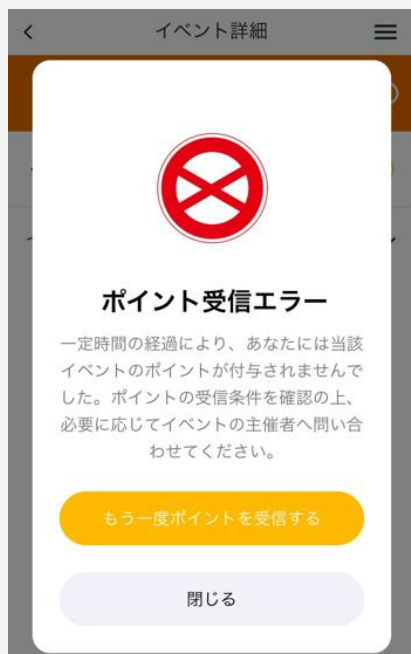 イベント詳細
ポイント受信エラー
一定時間の経過により、あなたには当該
イベントのポイントが付与されませんで
した。ポイントの受信条件を確認の上、
必要に応じてイベントの主催者へ問い合
わせてください。
もう一度ポイントを受信する
閉じる